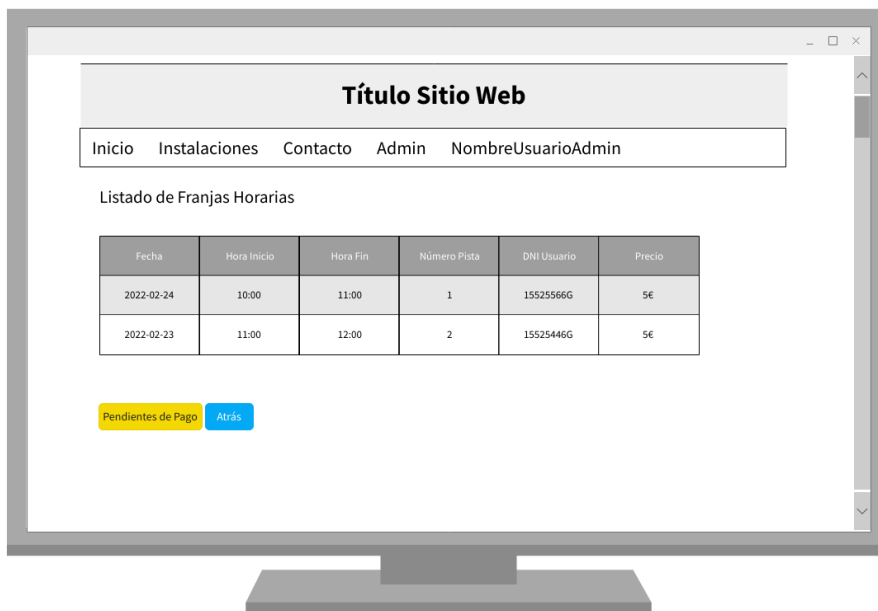 Título Sitio Web
Inicio Instalaciones Contacto Admin NombreUsuarioAdmin
Listado de Franjas Horarias
Fecha Hora Inicio Hora Fin Número Pista DNI Usuario Precio
2022-02-24 10:00 11:00 1 15525566G 5€
2022-02-23 11:00 12:00 2 15525446G 5€
Pendientes de Pago Atrás